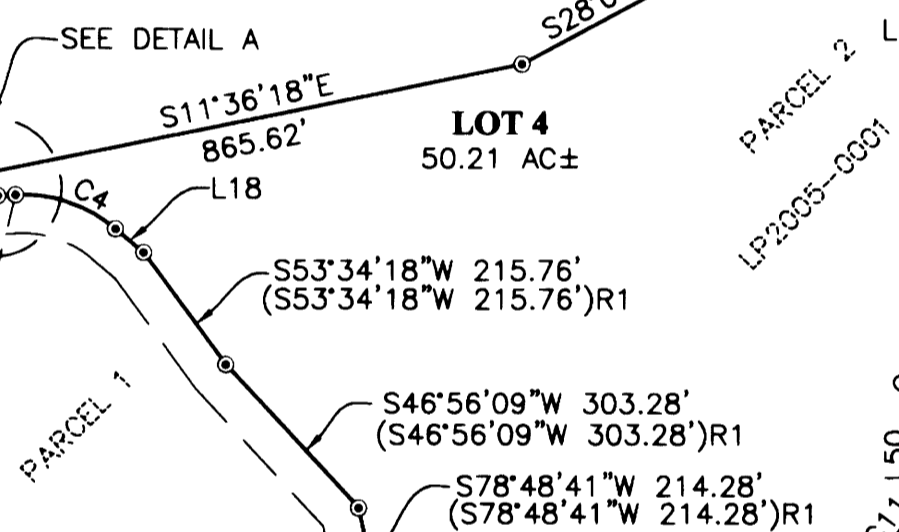 SEE DETAIL A
S11°36'18"E
865.62'
LOT 4
50.21 AC±
PARCEL 2
LP2005-0001
L
C4
L18
S53°34'18"W 215.76'
(S53°34'18"W 215.76')R1
PARCEL 1
S46°56'09"W 303.28'
(S46°56'09"W 303.28')R1
S78°48'41"W 214.28'
(S78°48'41"W 214.28')R1